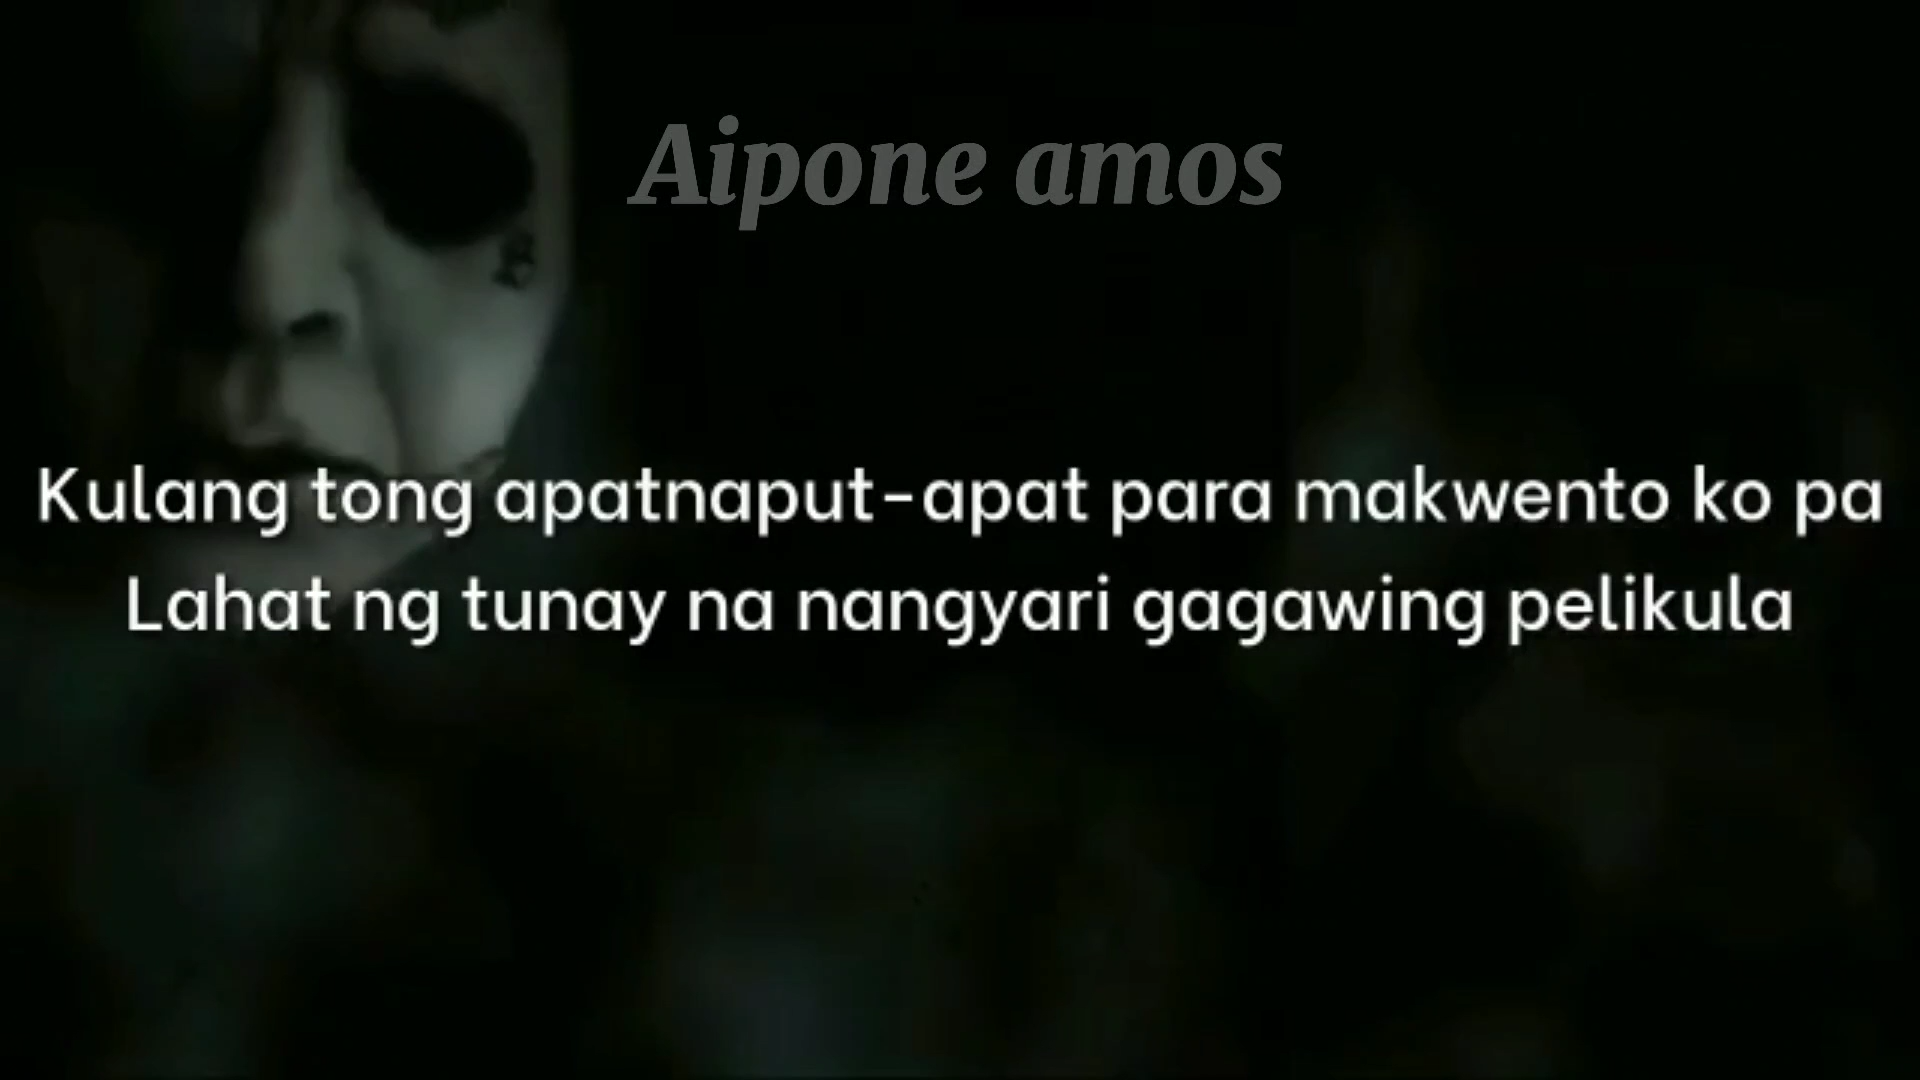 Aipone amos
Kulang tong apatnaput-apat para makwento ko pa
Lahat ng tunay na nangyari gagawing pelikula